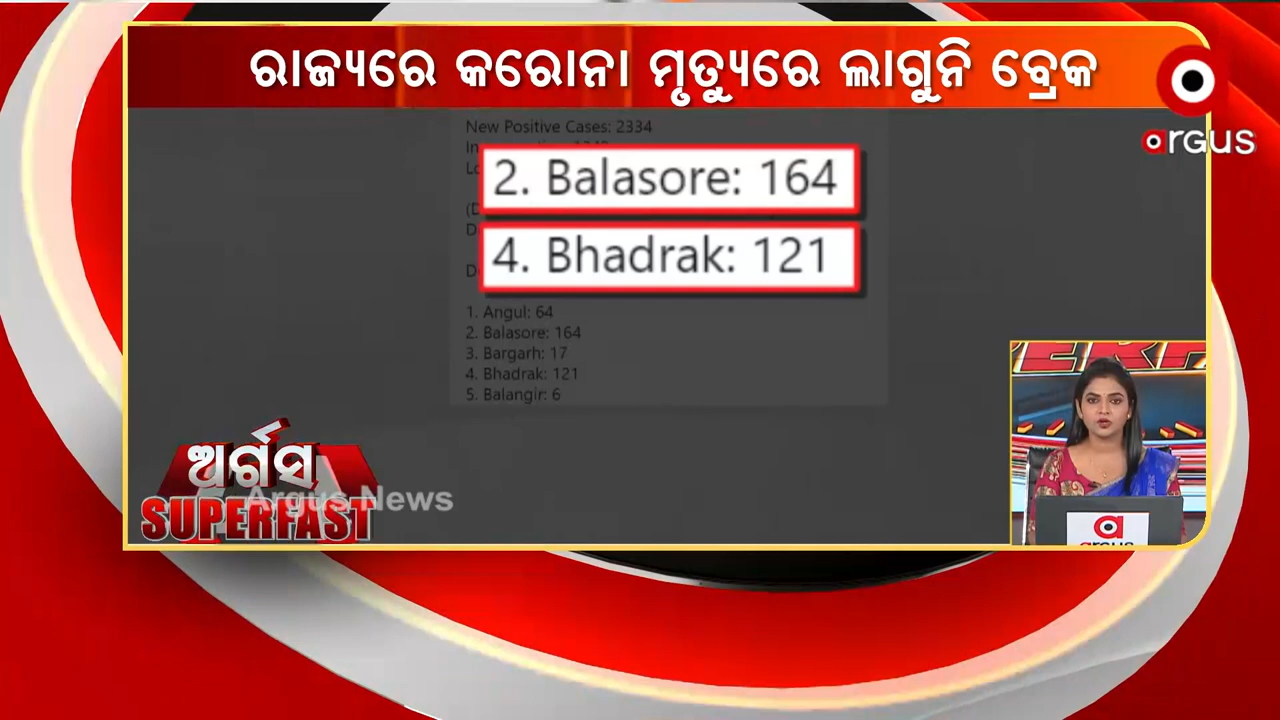 ରାଜ୍ୟରେ କରୋନା ମୃତ୍ୟୁରେ ଲାଗୁନି ବ୍ରେକ
argus
New Positive Cases: 2334
2. Balasore: 164
4. Bhadrak: 121
1. Angul: 64
2. Balasore: 164
3. Bargarh: 17
4. Bhadrak: 121
5. Balangir: 6
ଅର୍ଗସ
SUPERFAST
Argus News
argus